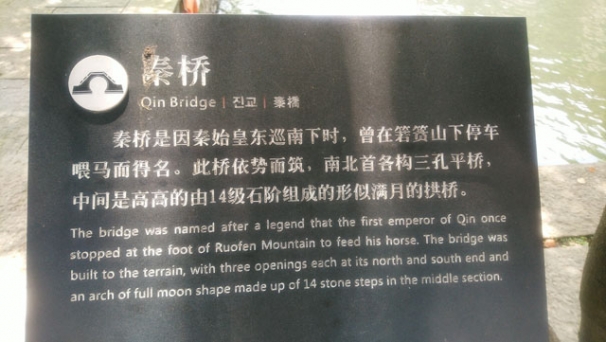 秦桥
Qin Bridge | 진교 | 秦橋
秦桥是因秦始皇东巡南下时，曾在箬簣山下停车
喂马而得名。此桥依势而筑，南北首各构三孔平桥，
中间是高高的由14级石阶组成的形似满月的拱桥。
The bridge was named after a legend that the first emperor of Qin once
stopped at the foot of Ruofen Mountain to feed his horse. The bridge was
built to the terrain, with three openings each at its north and south end and
an arch of full moon shape made up of 14 stone steps in the middle section.